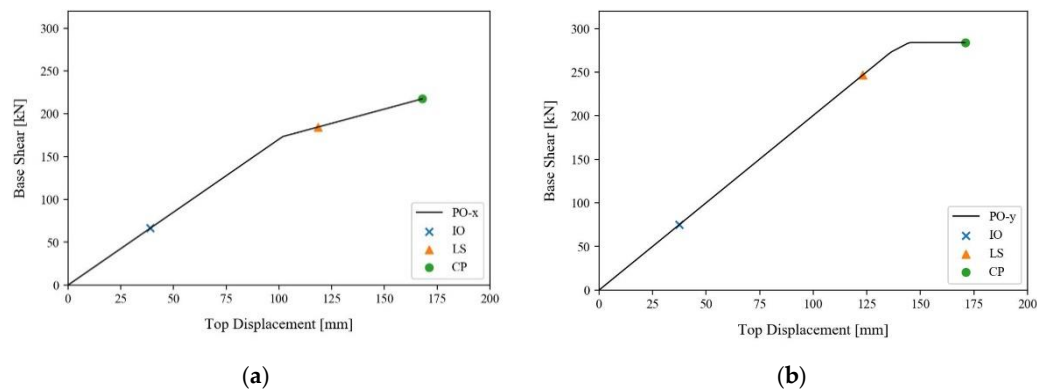 300
250
200
150
100
50
0
Base Shear [kN]
PO-x
IO
LS
CP
0 25 50 75 100 125 150 175 200
Top Displacement [mm]
(a)
300
250
200
150
100
50
0
Base Shear [kN]
PO-y
IO
LS
CP
0 25 50 75 100 125 150 175 200
Top Displacement [mm]
(b)